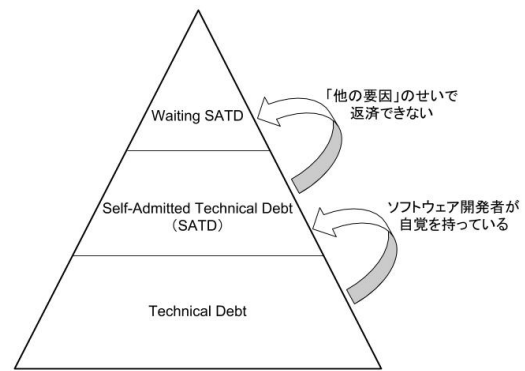 「他の要因」のせいで
返済できない
Waiting SATD
ソフトウェア開発者が
自覚を持っている
Self-Admitted Technical Debt
（SATD）
Technical Debt